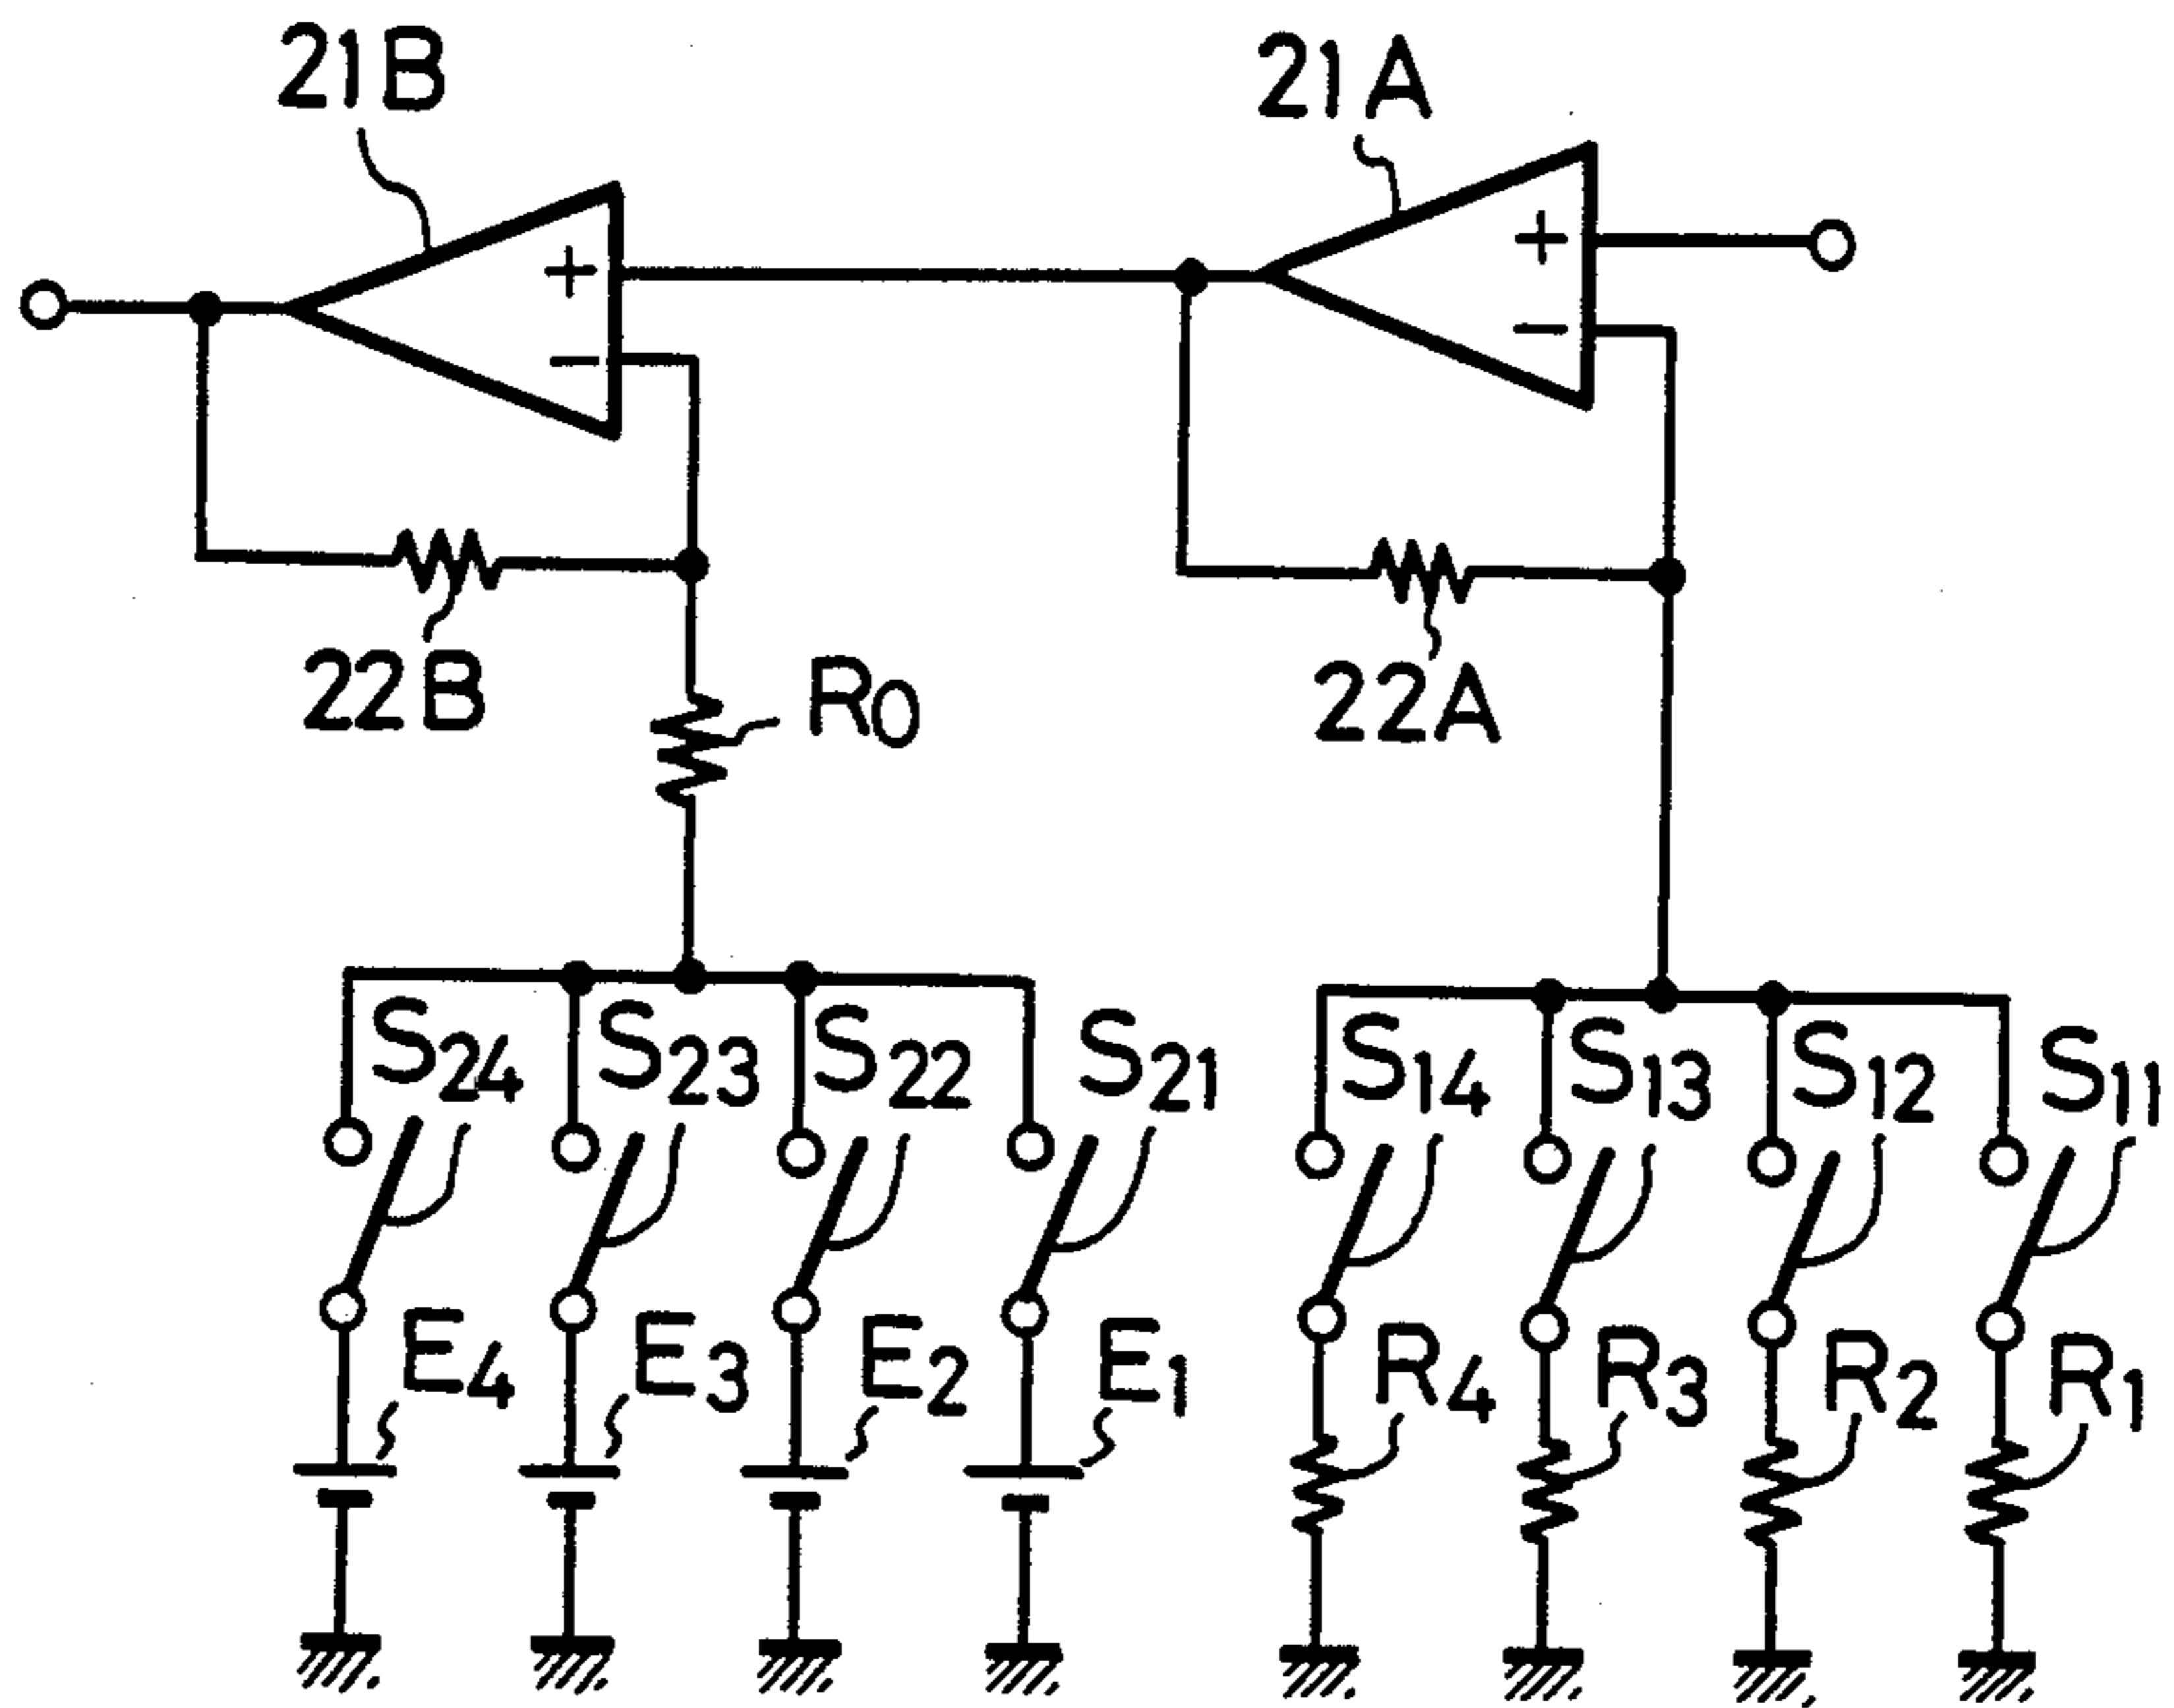 21B
21A
+
−
+
−
22B
R0
22A
S24
S23
S22
S21
S14
S13
S12
S11
E4
E3
E2
E1
R4
R3
R2
R1